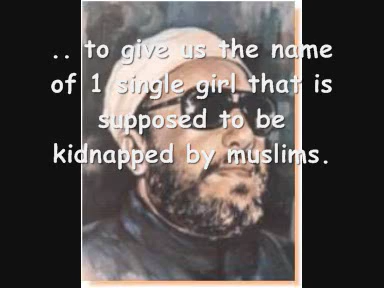 .. to give us the name
of 1 single girl that is
supposed to be
kidnapped by muslims.